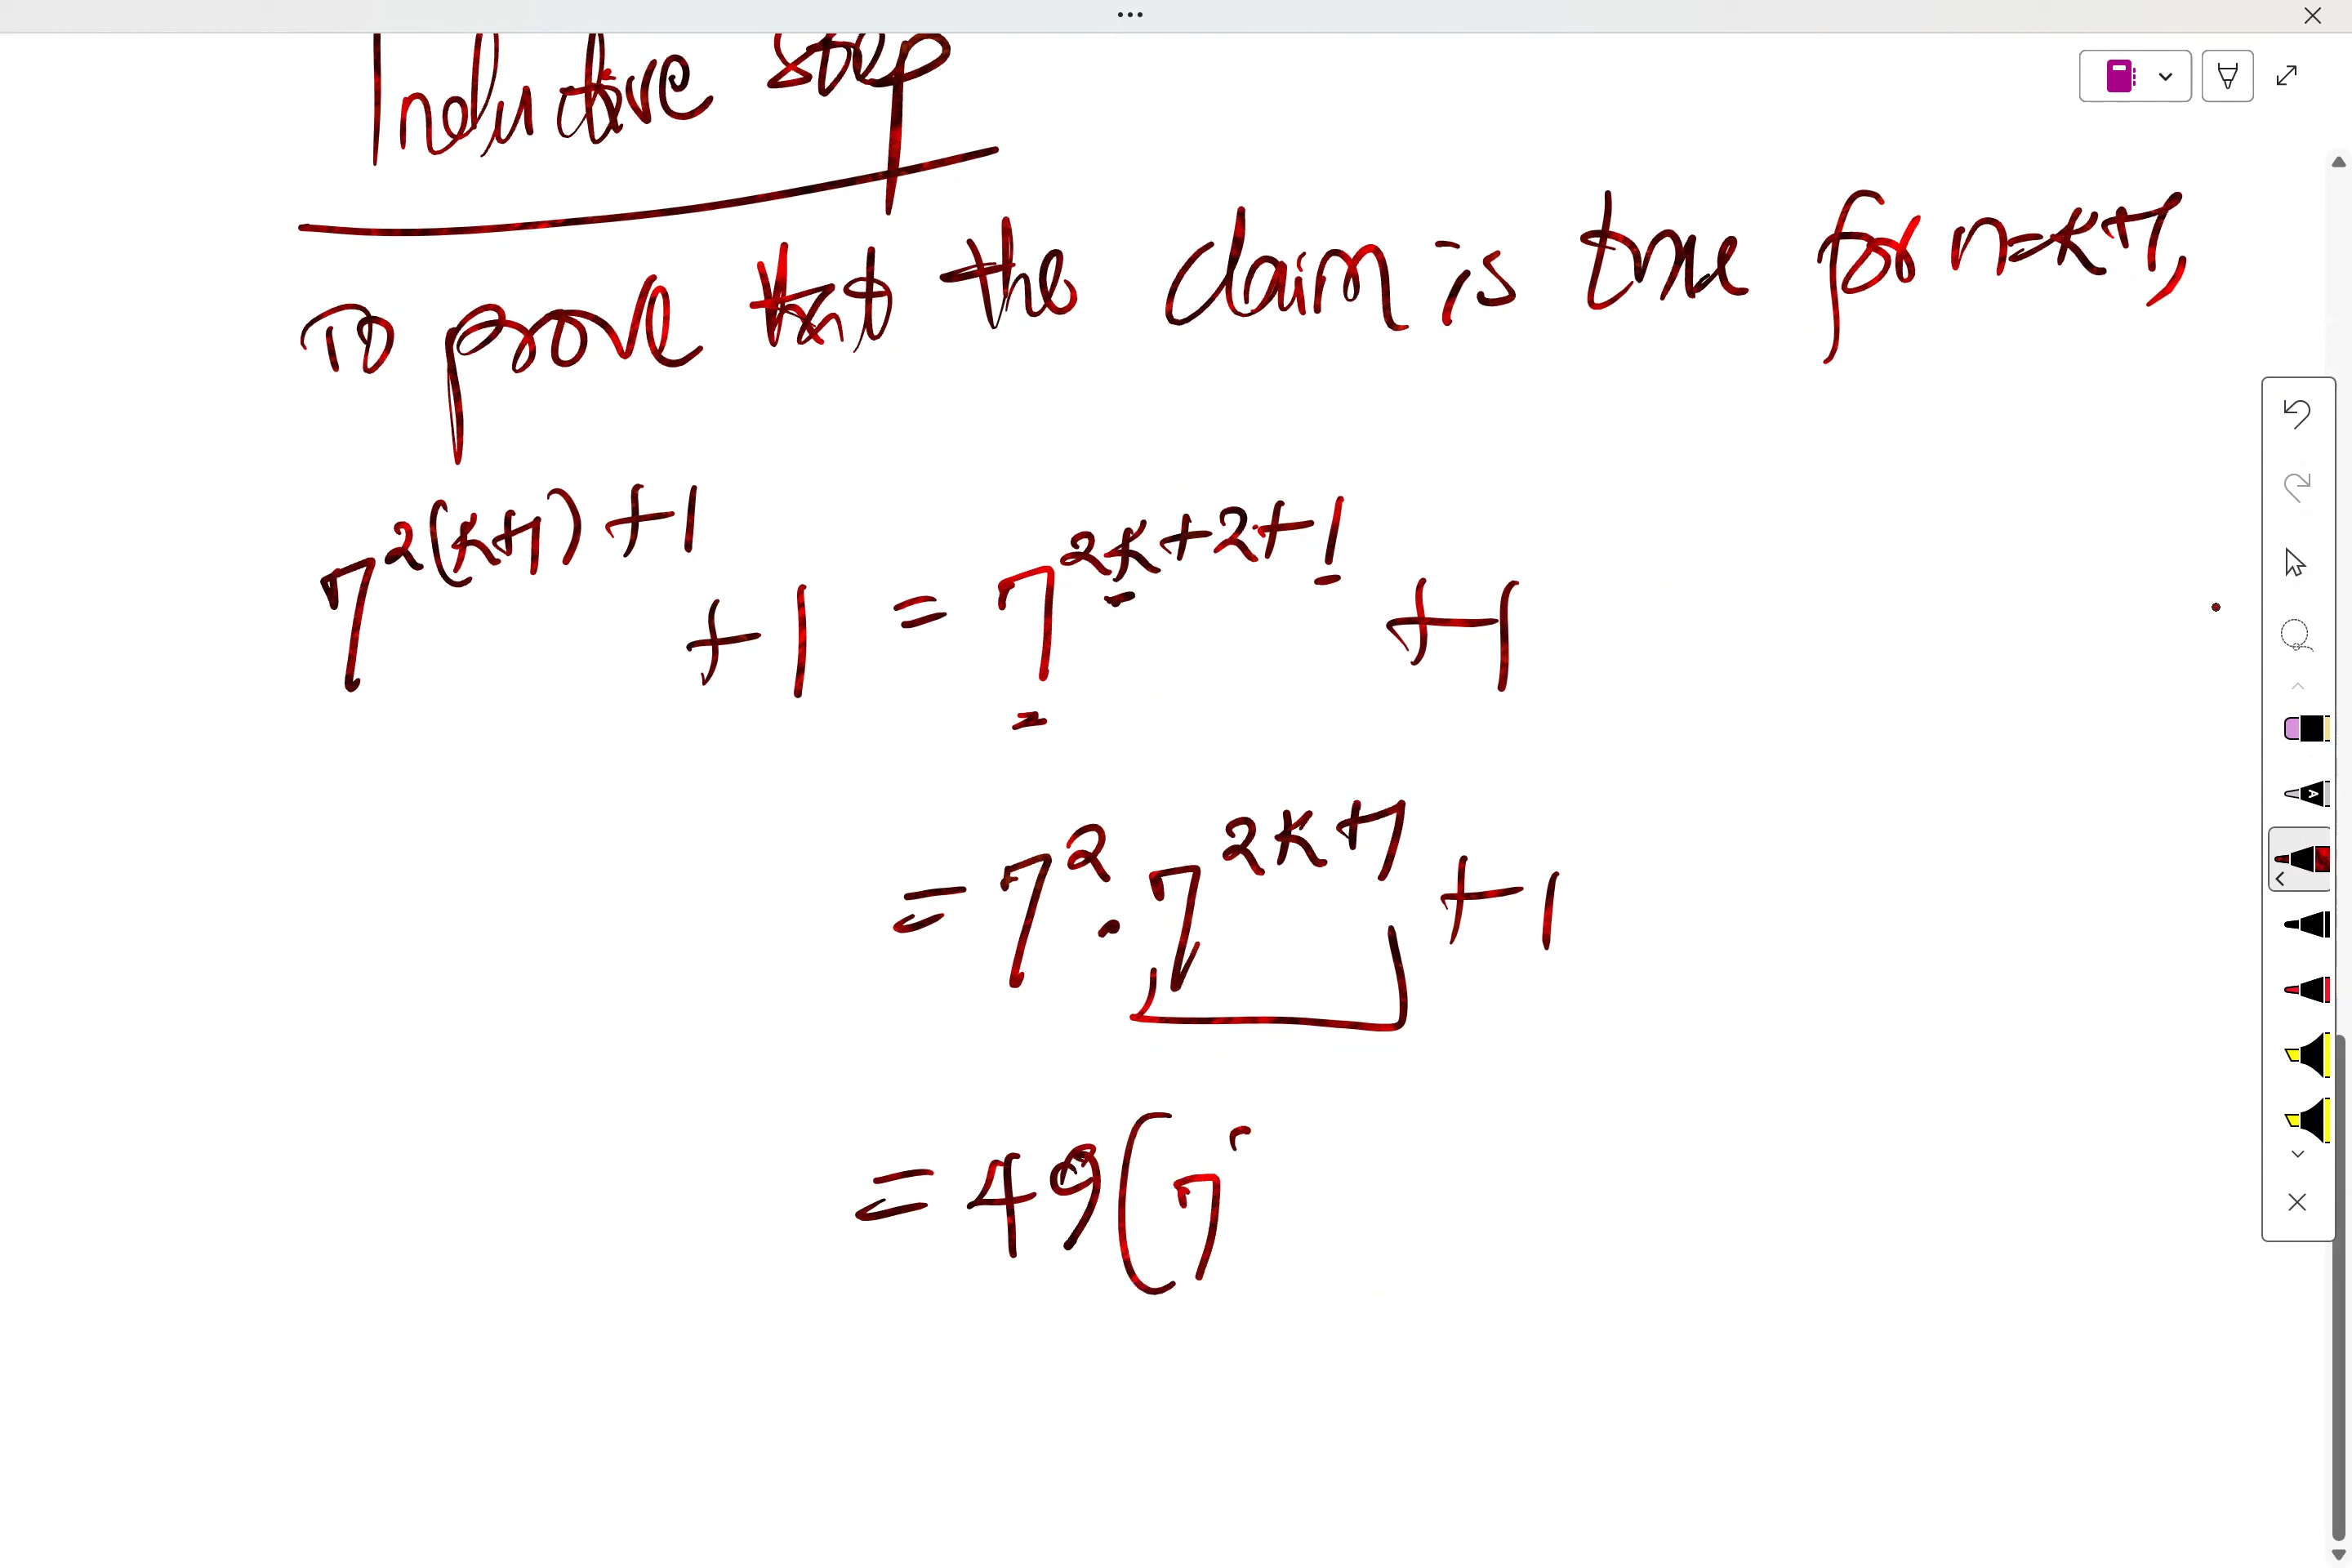 Inductive step
To prove that the claim is true for n=k+1,
7^{2(k+1)+1} + 1 = 7^{2k+2+1} + 1
= 7^2 · 7^{2k+1} + 1
= 49(7